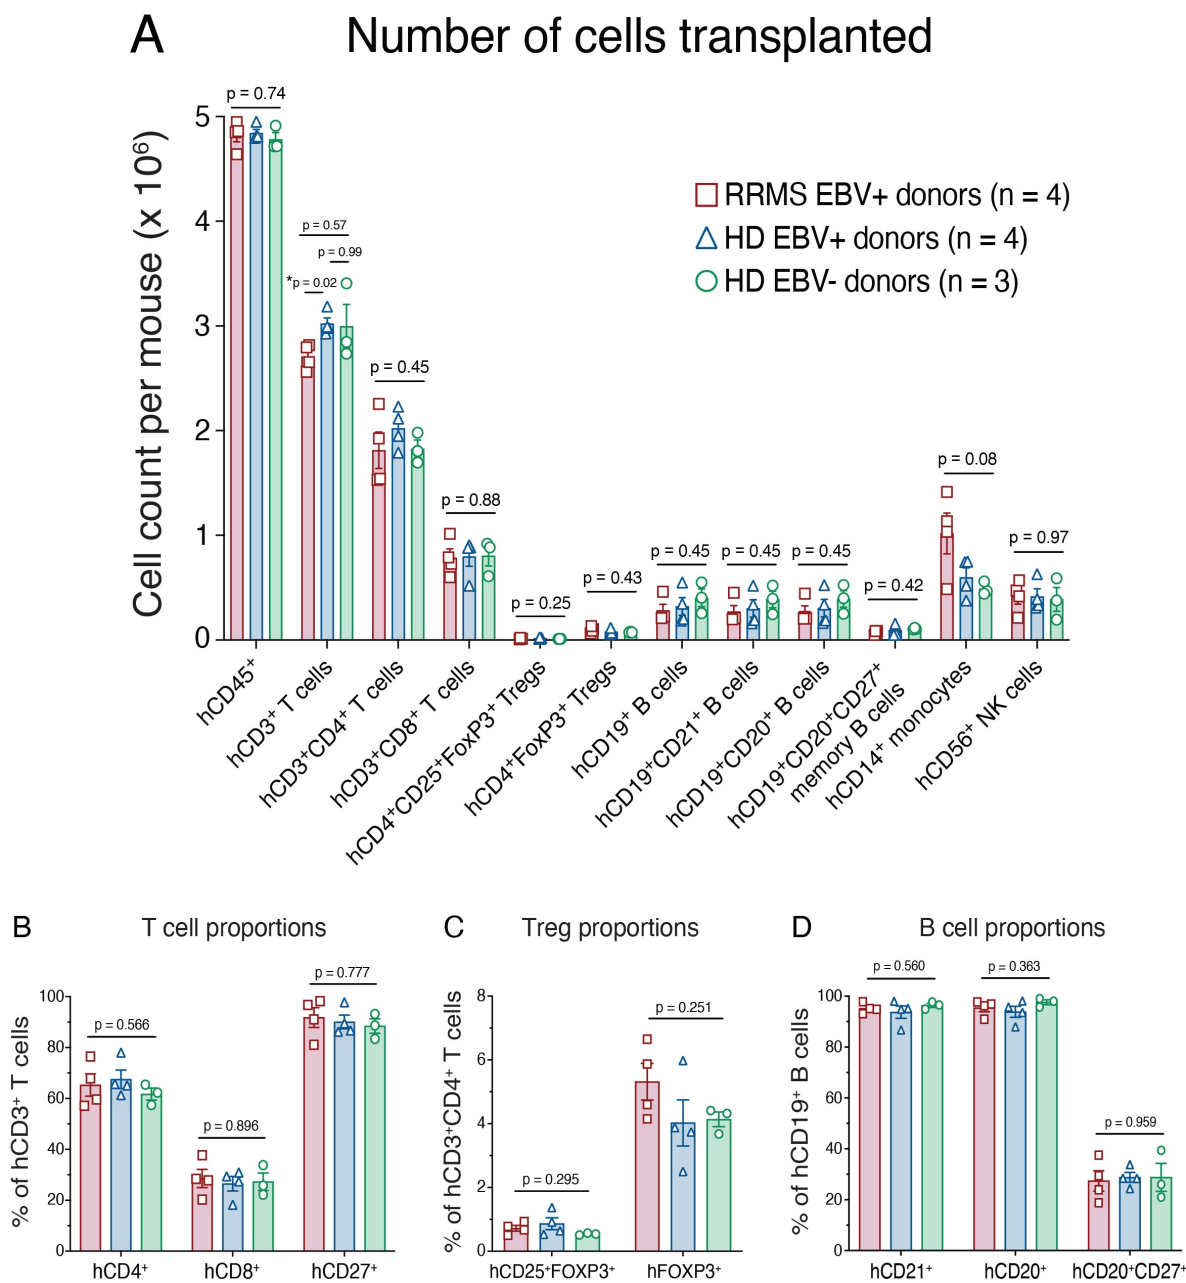 A
Number of cells transplanted
Cell count per mouse (x 10⁶)
5
4
3
2
1
0
p = 0.74
p = 0.57
p = 0.99
*p = 0.02
p = 0.45
p = 0.88
p = 0.25
p = 0.43
p = 0.45
p = 0.45
p = 0.45
p = 0.42
p = 0.08
p = 0.97
RRMS EBV+ donors (n = 4)
HD EBV+ donors (n = 4)
HD EBV- donors (n = 3)
hCD45⁺
hCD3⁺ T cells
hCD3⁺CD4⁺ T cells
hCD3⁺CD8⁺ T cells
hCD4⁺CD25⁺FoxP3⁺ Tregs
hCD4⁺FoxP3⁺ Tregs
hCD19⁺ B cells
hCD19⁺CD21⁺ B cells
hCD19⁺CD20⁺ B cells
hCD19⁺CD20⁺CD27⁺
memory B cells
hCD14⁺ monocytes
hCD56⁺ NK cells
B
T cell proportions
% of hCD3⁺ T cells
100
80
60
40
20
0
p = 0.566
p = 0.896
p = 0.777
hCD4⁺
hCD8⁺
hCD27⁺
C
Treg proportions
% of hCD3⁺CD4⁺ T cells
8
6
4
2
0
p = 0.295
p = 0.251
hCD25⁺FOXP3⁺
hFOXP3⁺
D
B cell proportions
% of hCD19⁺ B cells
100
80
60
40
20
0
p = 0.560
p = 0.363
p = 0.959
hCD21⁺
hCD20⁺
hCD20⁺CD27⁺